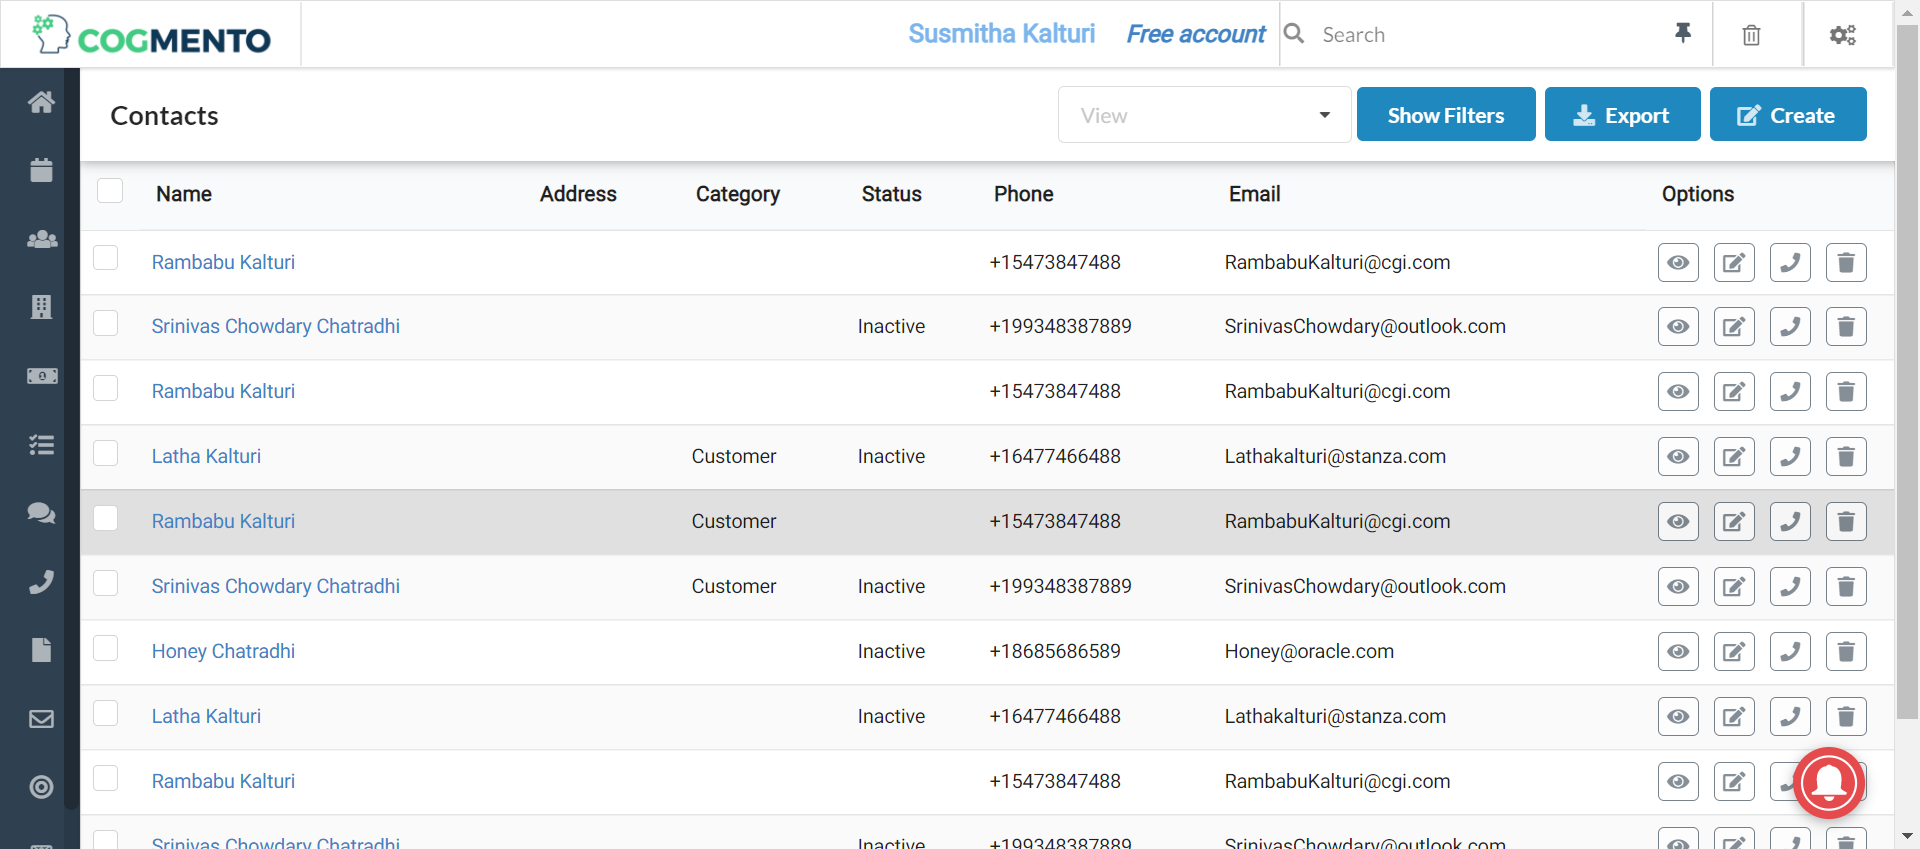 COGMENTO
Susmitha Kalturi Free account Search
Contacts View Show Filters Export Create
Name Address Category Status Phone Email Options
Rambabu Kalturi +15473847488 RambabuKalturi@cgi.com
Srinivas Chowdary Chatradhi Inactive +199348387889 SrinivasChowdary@outlook.com
Rambabu Kalturi +15473847488 RambabuKalturi@cgi.com
Latha Kalturi Customer Inactive +16477466488 Lathakalturi@stanza.com
Rambabu Kalturi Customer +15473847488 RambabuKalturi@cgi.com
Srinivas Chowdary Chatradhi Customer Inactive +199348387889 SrinivasChowdary@outlook.com
Honey Chatradhi Inactive +18685686589 Honey@oracle.com
Latha Kalturi Inactive +16477466488 Lathakalturi@stanza.com
Rambabu Kalturi +15473847488 RambabuKalturi@cgi.com
Srinivas Chowdary Chatradhi Inactive +199348387889 SrinivasChowdary@outlook.com